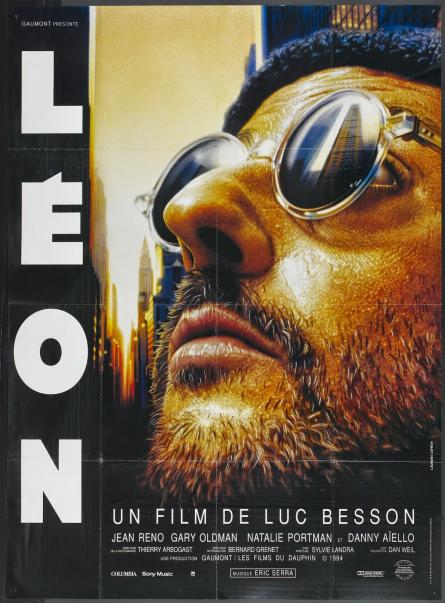 GAUMONT PRÉSENTE
LÉON
UN FILM DE LUC BESSON
JEAN RENO GARY OLDMAN NATALIE PORTMAN ET DANNY AÏELLO
THIERRY ARBOGAST BERNARD GRENET SYLVIE LANDRA DAN WEIL
UNE PRODUCTION GAUMONT/LES FILMS DU DAUPHIN © 1994
COLUMBIA Sony Music MUSIQUE ERIC SERRA